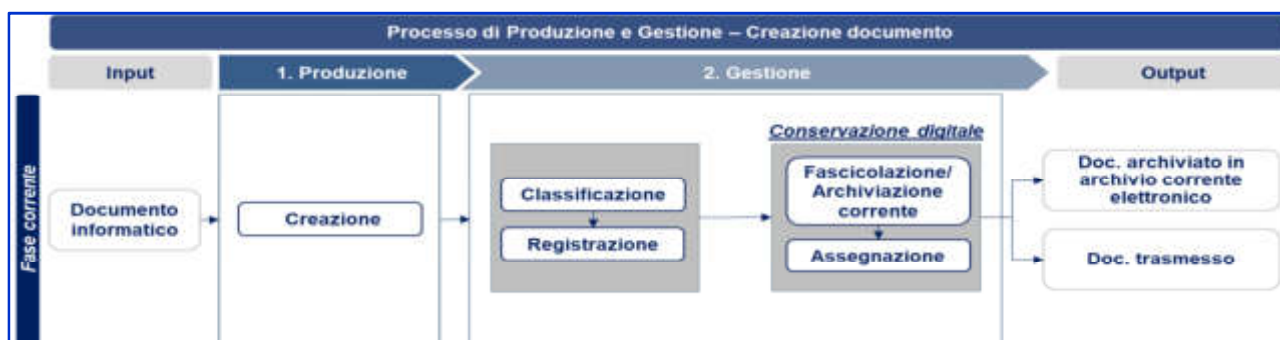 Processo di Produzione e Gestione – Creazione documento
Input
1. Produzione
2. Gestione
Output
Fase corrente
Documento
informatico
Creazione
Classificazione
Registrazione
Conservazione digitale
Fascicolazione/
Archiviazione
corrente
Assegnazione
Doc. archiviato in
archivio corrente
elettronico
Doc. trasmesso